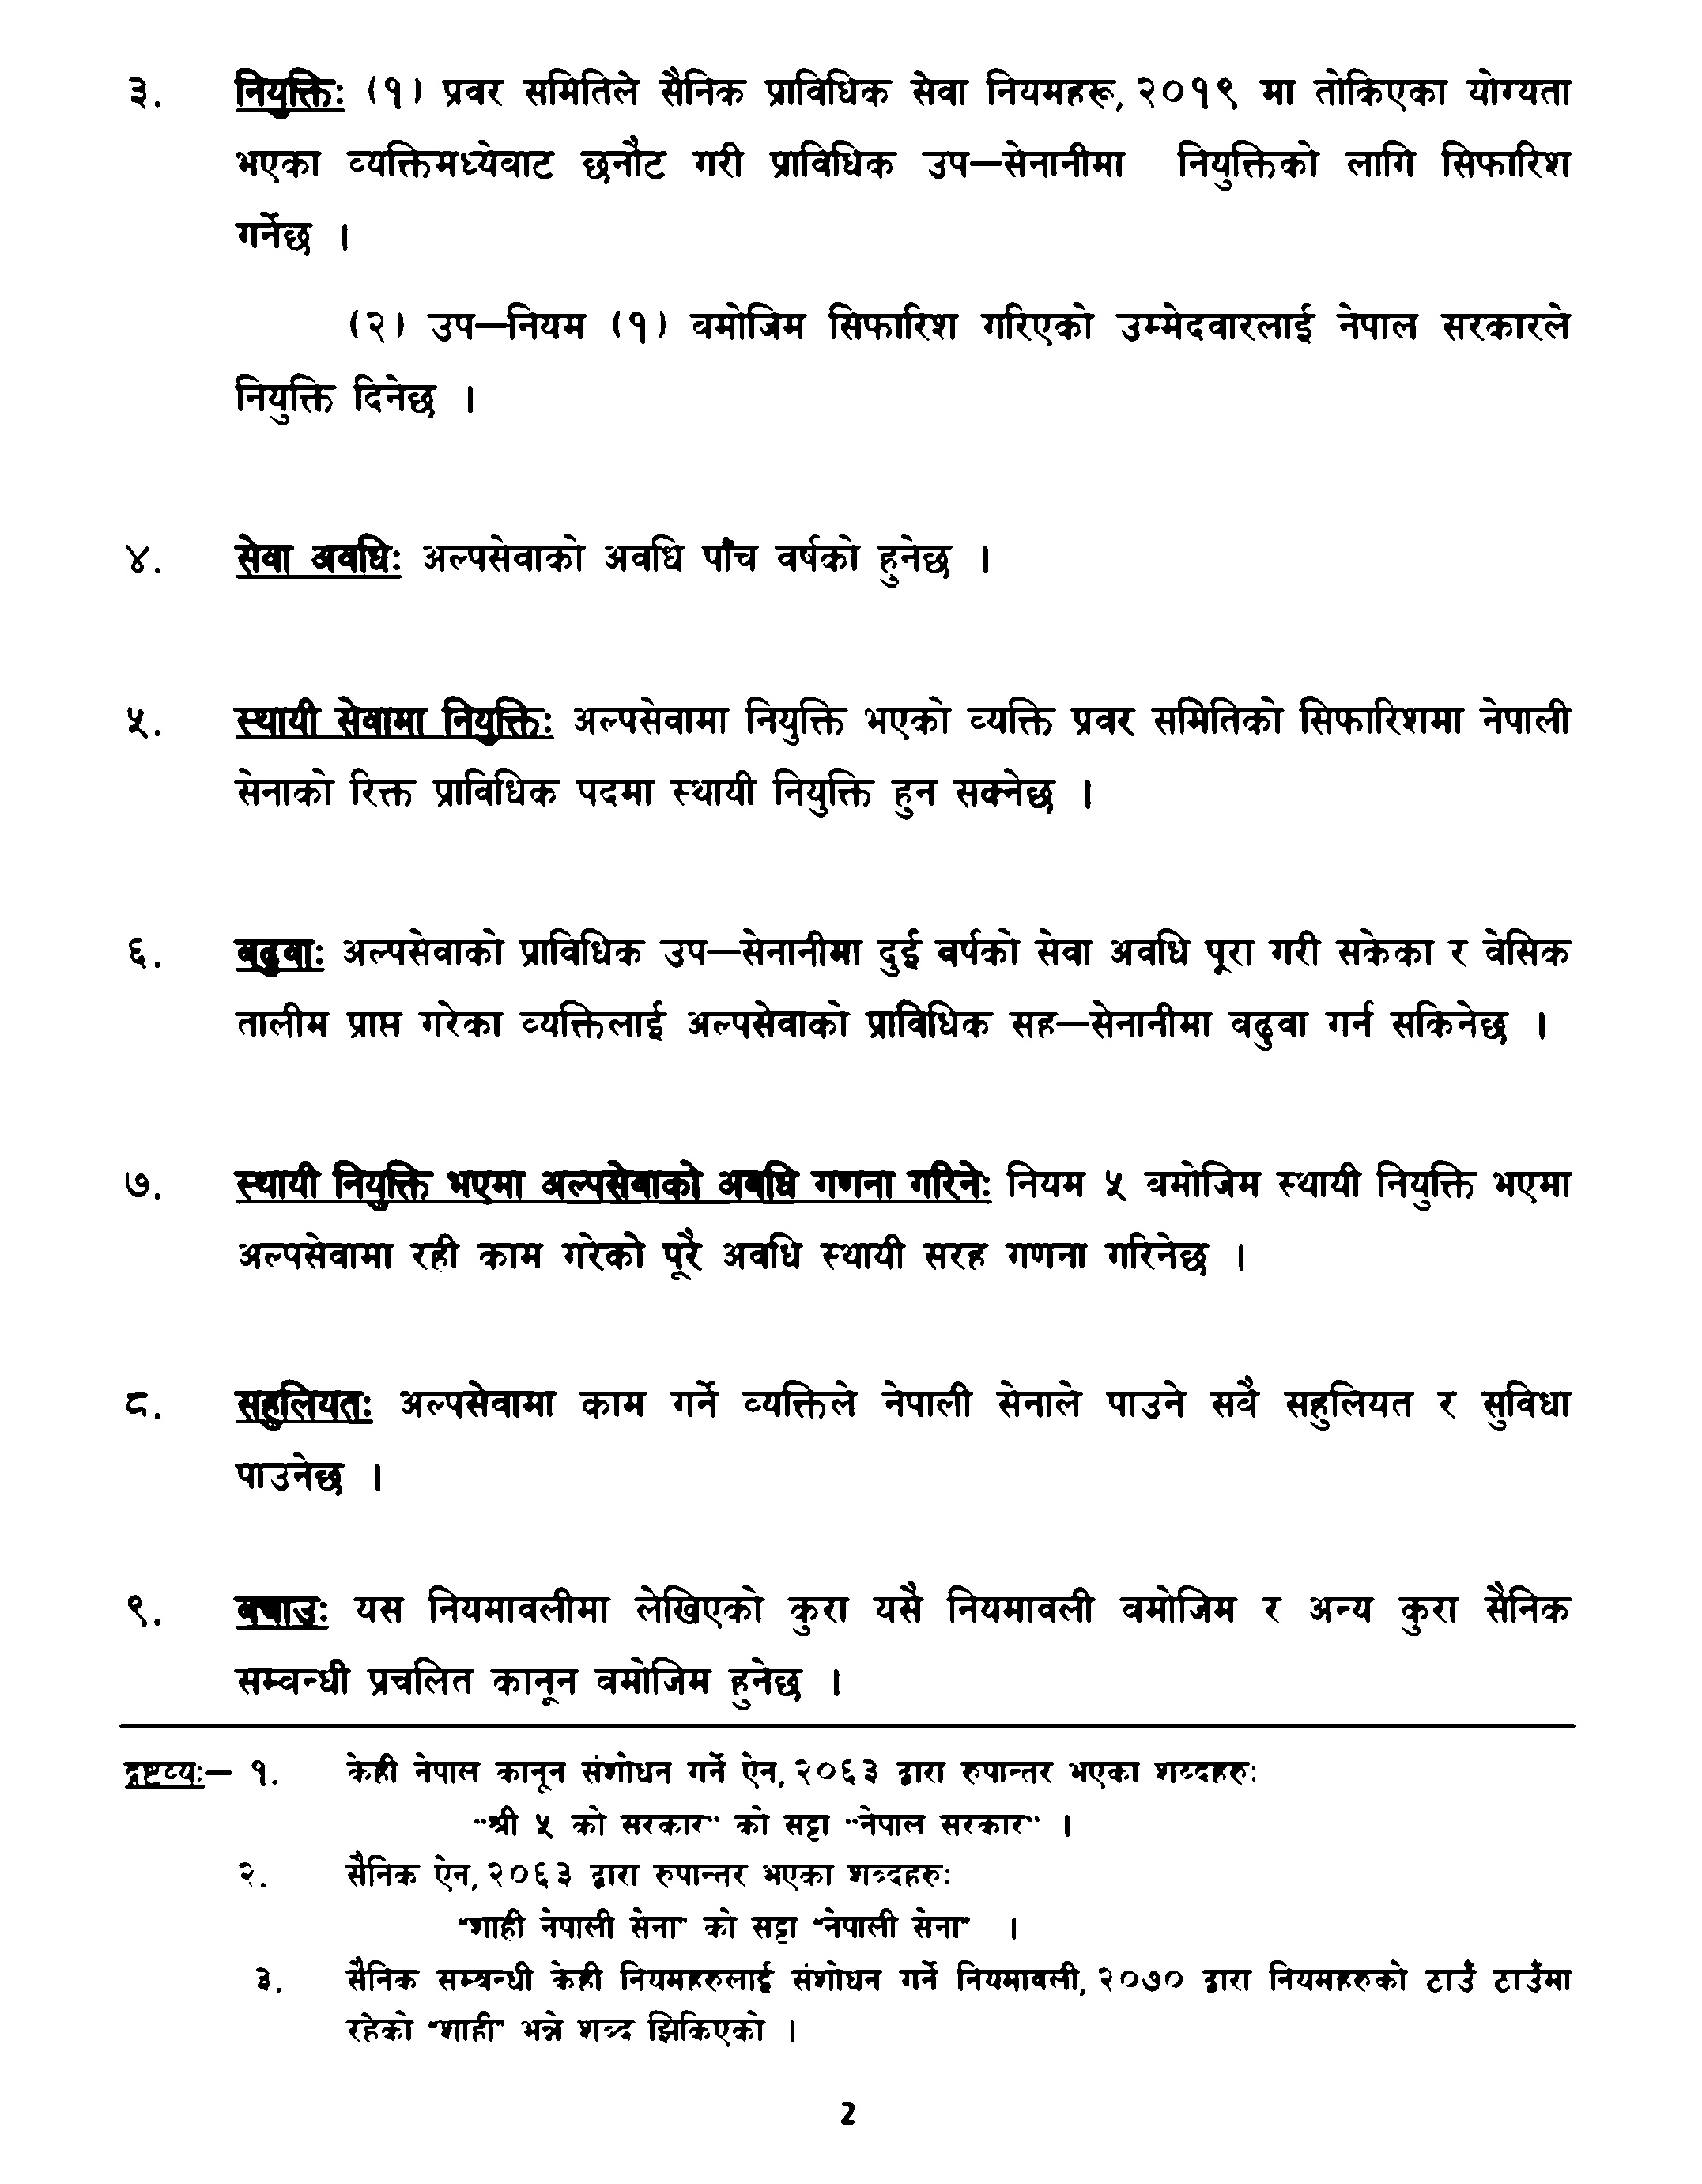 ३. नियुक्तिः (१) प्रवर समितिले सैनिक प्राविधिक सेवा नियमहरू, २०१९ मा तोकिएका योग्यता
भएका व्यक्तिमध्येवाट छनौट गरी प्राविधिक उप—सेनानीमा नियुक्तिको लागि सिफारिश
गर्नेछ ।
(२) उप—नियम (१) वमोजिम सिफारिश गरिएको उम्मेदवारलाई नेपाल सरकारले
नियुक्ति दिनेछ ।
४. सेवा अवधिः अल्पसेवाको अवधि पाँच वर्षको हुनेछ ।
५. स्थायी सेवामा नियुक्तिः अल्पसेवामा नियुक्ति भएको व्यक्ति प्रवर समितिको सिफारिशमा नेपाली
सेनाको रिक्त प्राविधिक पदमा स्थायी नियुक्ति हुन सक्नेछ ।
६. बढुवाः अल्पसेवाको प्राविधिक उप—सेनानीमा दुई वर्षको सेवा अवधि पूरा गरी सकेका र वेसिक
तालीम प्राप्त गरेका व्यक्तिलाई अल्पसेवाको प्राविधिक सह—सेनानीमा वढुवा गर्न सकिनेछ ।
७. स्थायी नियुक्ति भएमा अल्पसेवाको अवधि गणना गरिनेः नियम ५ वमोजिम स्थायी नियुक्ति भएमा
अल्पसेवामा रही काम गरेको पूरै अवधि स्थायी सरह गणना गरिनेछ ।
८. सहुलियतः अल्पसेवामा काम गर्ने व्यक्तिले नेपाली सेनाले पाउने सवै सहुलियत र सुविधा
पाउनेछ ।
९. बचाउः यस नियमावलीमा लेखिएको कुरा यसै नियमावली वमोजिम र अन्य कुरा सैनिक
सम्वन्धी प्रचलित कानून वमोजिम हुनेछ ।
द्रष्टव्यः— १. केही नेपाल कानून संशोधन गर्ने ऐन, २०६३ द्वारा रुपान्तर भएका शव्दहरुः
"श्री ५ को सरकार" को सट्टा "नेपाल सरकार" ।
२. सैनिक ऐन, २०६३ द्वारा रुपान्तर भएका शव्दहरुः
"शाही नेपाली सेना" को सट्टा "नेपाली सेना" ।
३. सैनिक सम्वन्धी केही नियमहरुलाई संशोधन गर्ने नियमावली, २०७० द्वारा नियमहरुको टाउँ टाउँमा
रहेको "शाही" भन्ने शव्द झिकिएको ।
2